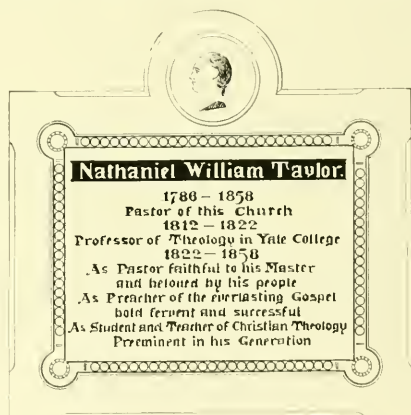 Nathaniel William Taylor.
1786 – 1858
Pastor of this Church
1812 – 1822
Professor of Theology in Yale College
1822 – 1858
As Pastor faithful to his Master
and beloved by his people
As Preacher of the everlasting Gospel
bold fervent and successful
As Student and Teacher of Christian Theology
Preeminent in his Generation